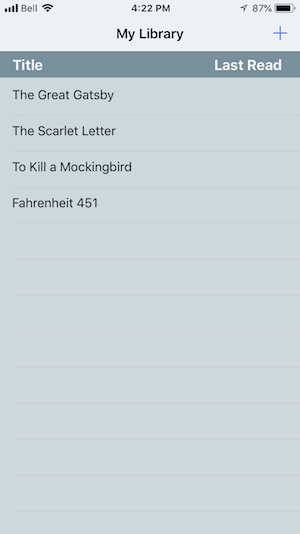 Bell 4:22 PM 87%
My Library +
Title Last Read
The Great Gatsby
The Scarlet Letter
To Kill a Mockingbird
Fahrenheit 451